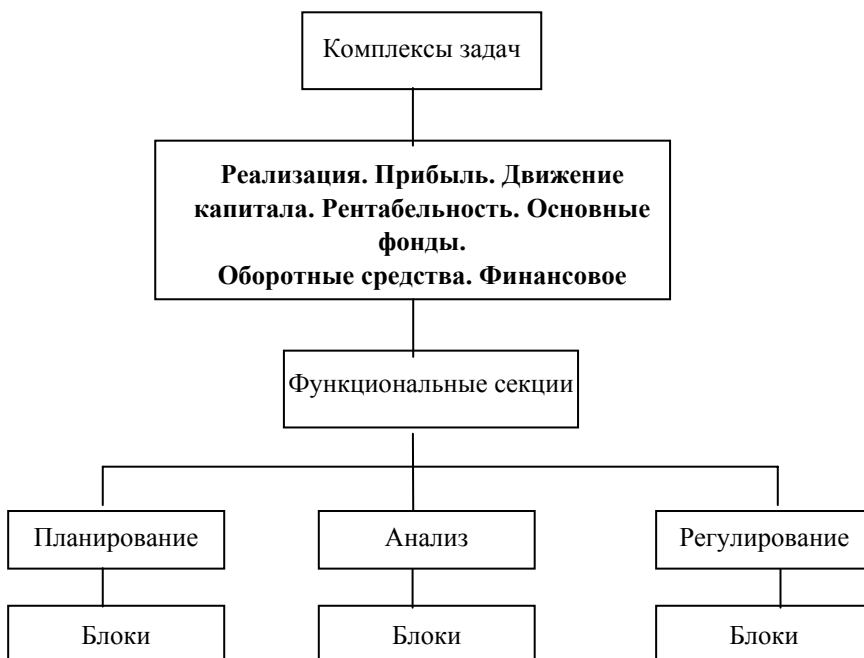 Комплексы задач
Реализация. Прибыль. Движение
капитала. Рентабельность. Основные
фонды.
Оборотные средства. Финансовое
Функциональные секции
Планирование
Анализ
Регулирование
Блоки
Блоки
Блоки